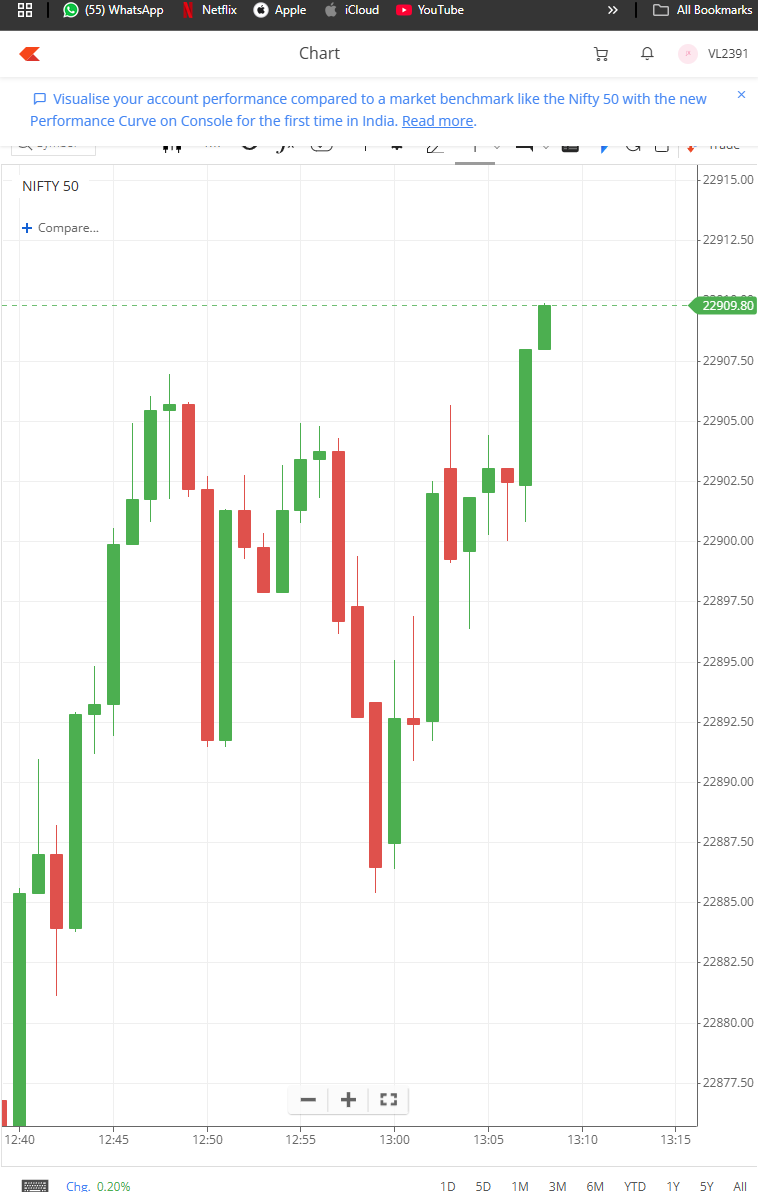 (55) WhatsApp Netflix Apple iCloud YouTube » All Bookmarks
Chart VL2391
Visualise your account performance compared to a market benchmark like the Nifty 50 with the new
Performance Curve on Console for the first time in India. Read more.
NIFTY 50
+ Compare...
22915.00
22912.50
22909.80
22907.50
22905.00
22902.50
22900.00
22897.50
22895.00
22892.50
22890.00
22887.50
22885.00
22882.50
22880.00
22877.50
12:40 12:45 12:50 12:55 13:00 13:05 13:10 13:15
Chg. 0.20% 1D 5D 1M 3M 6M YTD 1Y 5Y All